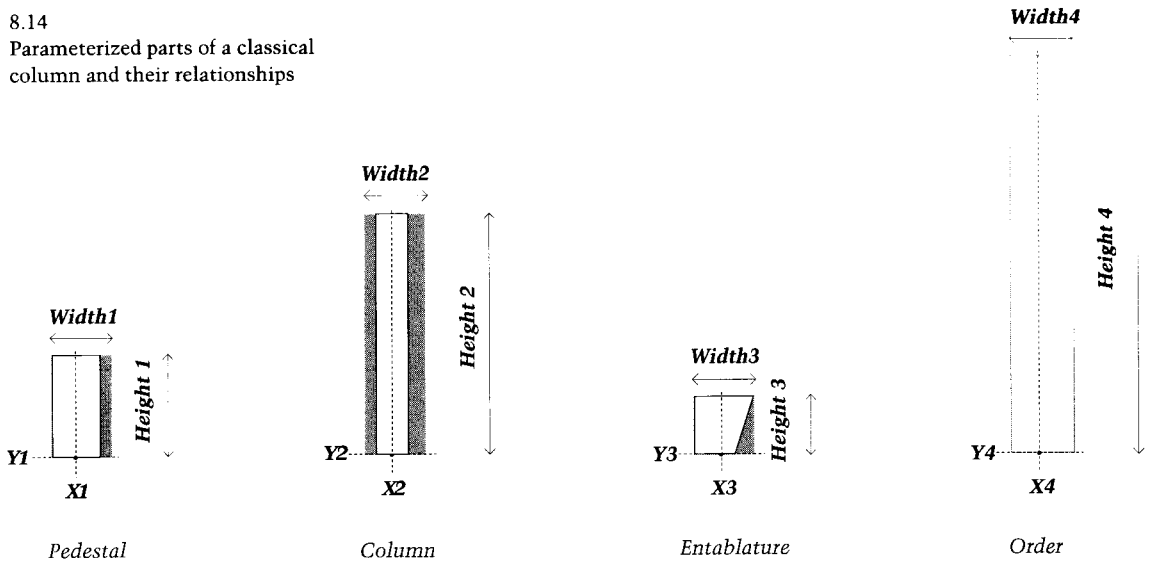 8.14
Parameterized parts of a classical
column and their relationships
Width1
Height 1
Y1
X1
Pedestal
Width2
Height 2
Y2
X2
Column
Width3
Height 3
Y3
X3
Entablature
Width4
Height 4
Y4
X4
Order